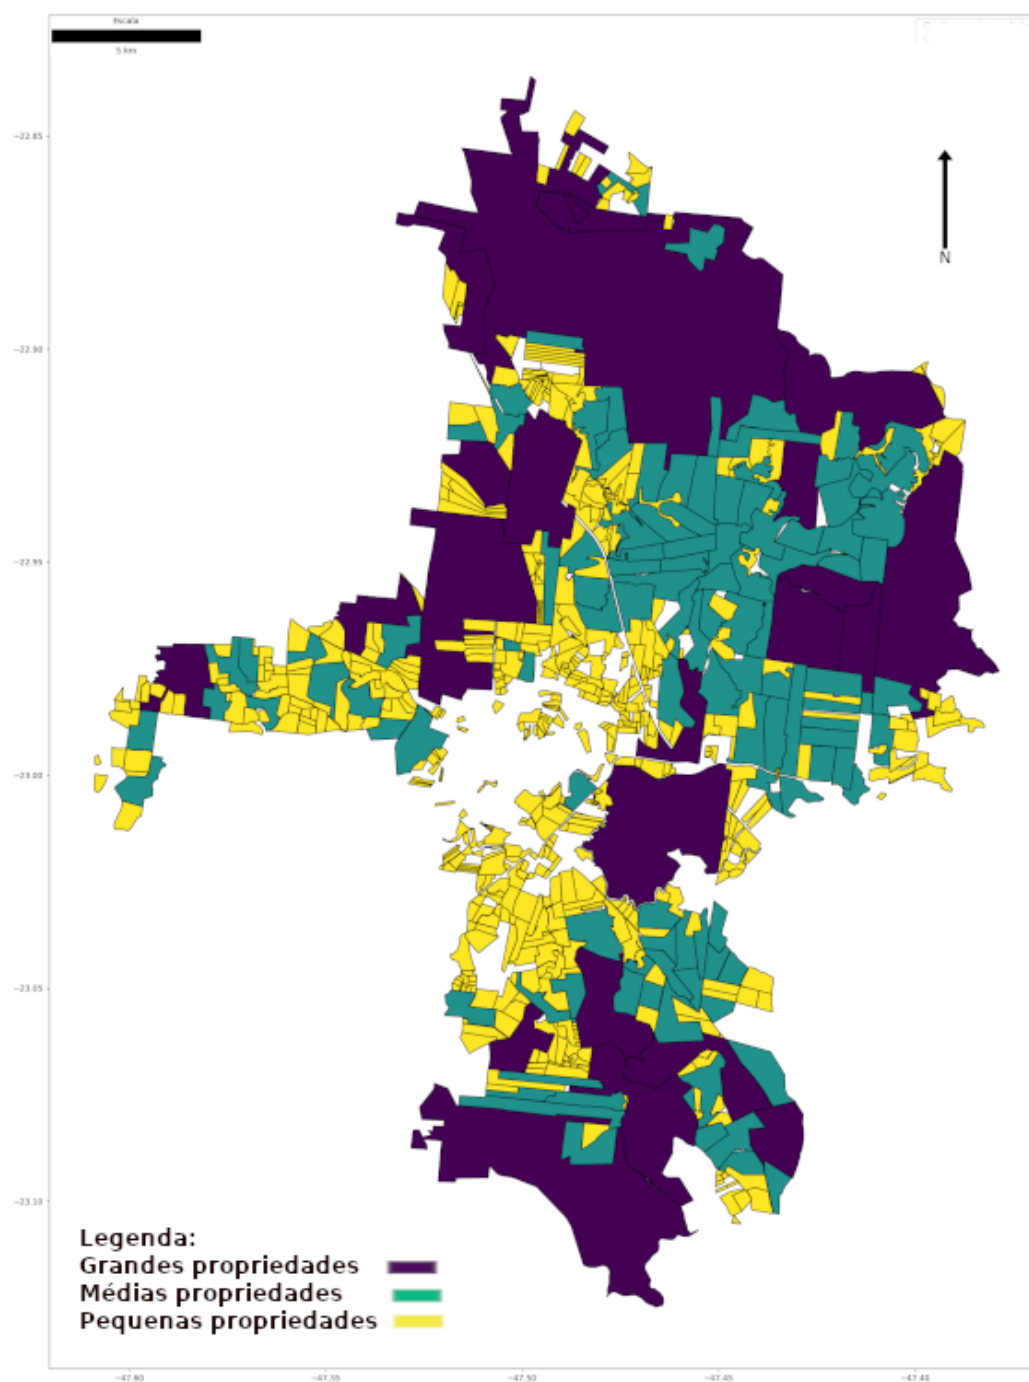 Escala
5 km
−22.85
N
−22.90
−22.95
−23.00
−23.05
−23.10
Legenda:
Grandes propriedades
Médias propriedades
Pequenas propriedades
−47.60
−47.55
−47.50
−47.45
−47.40